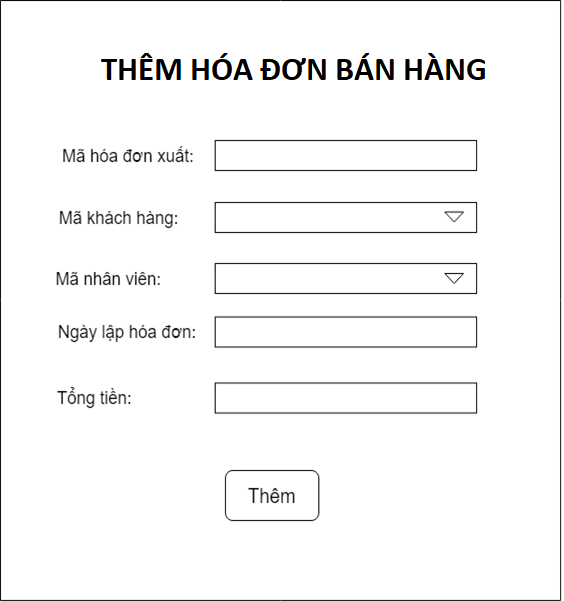 THÊM HÓA ĐƠN BÁN HÀNG
Mã hóa đơn xuất:
Mã khách hàng:
Mã nhân viên:
Ngày lập hóa đơn:
Tổng tiền:
Thêm